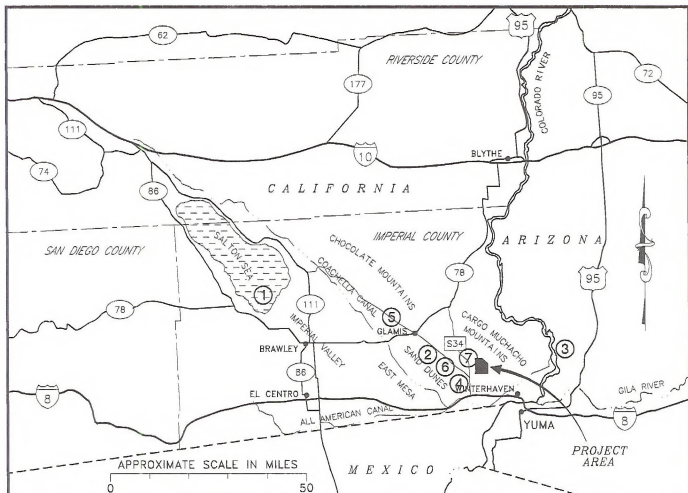 95
62
RIVERSIDE COUNTY
COLORADO RIVER
177
72
95
111
10
BLYTHE
74
86
CALIFORNIA
SAN DIEGO COUNTY
IMPERIAL COUNTY
ARIZONA
SALTON SEA
CHOCOLATE MOUNTAINS
COACHELLA CANAL
78
95
1
111
5
GLAMIS
CARGO MUCHACHO
MOUNTAINS
78
IMPERIAL VALLEY
S34
3
BRAWLEY
2
6
7
SAND DUNES
4
86
EAST MESA
WINTERHAVEN
GILA RIVER
8
EL CENTRO
ALL AMERICAN CANAL
8
YUMA
PROJECT
AREA
APPROXIMATE SCALE IN MILES
MEXICO
0
50